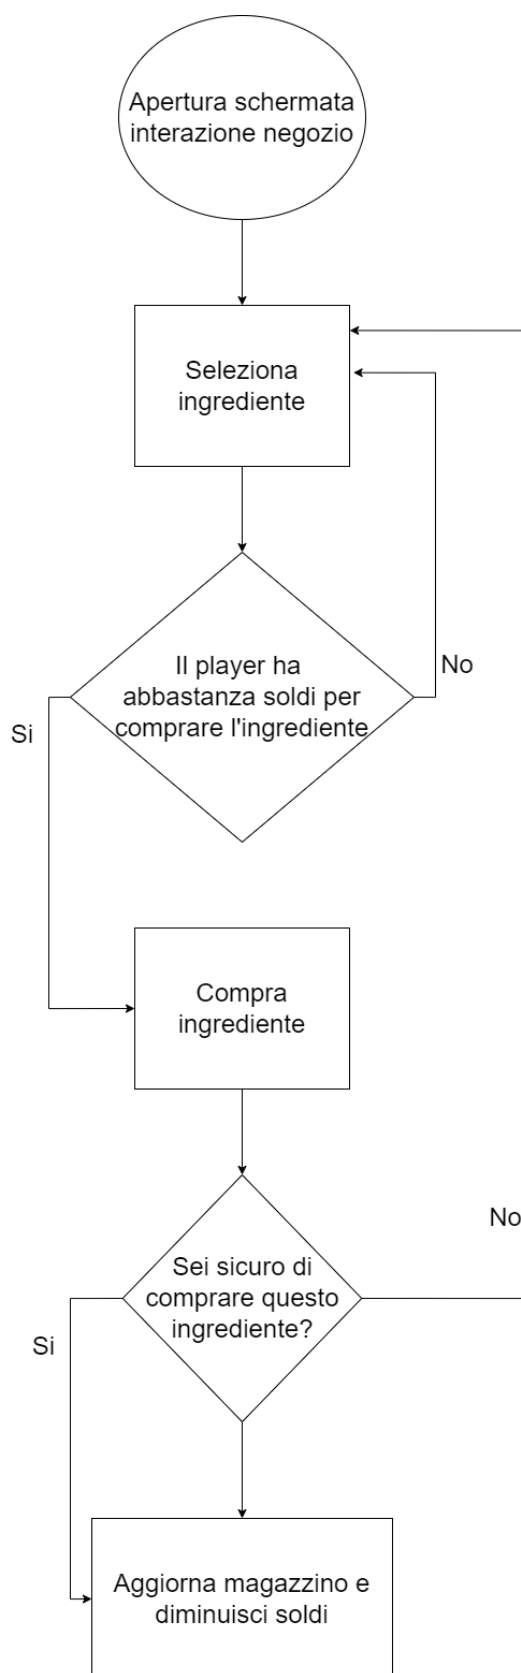 Apertura schermata
interazione negozio
Seleziona
ingrediente
Il player ha
abbastanza soldi per
comprare l'ingrediente
No
Si
Compra
ingrediente
No
Sei sicuro di
comprare questo
ingrediente?
Si
Aggiorna magazzino e
diminuisci soldi